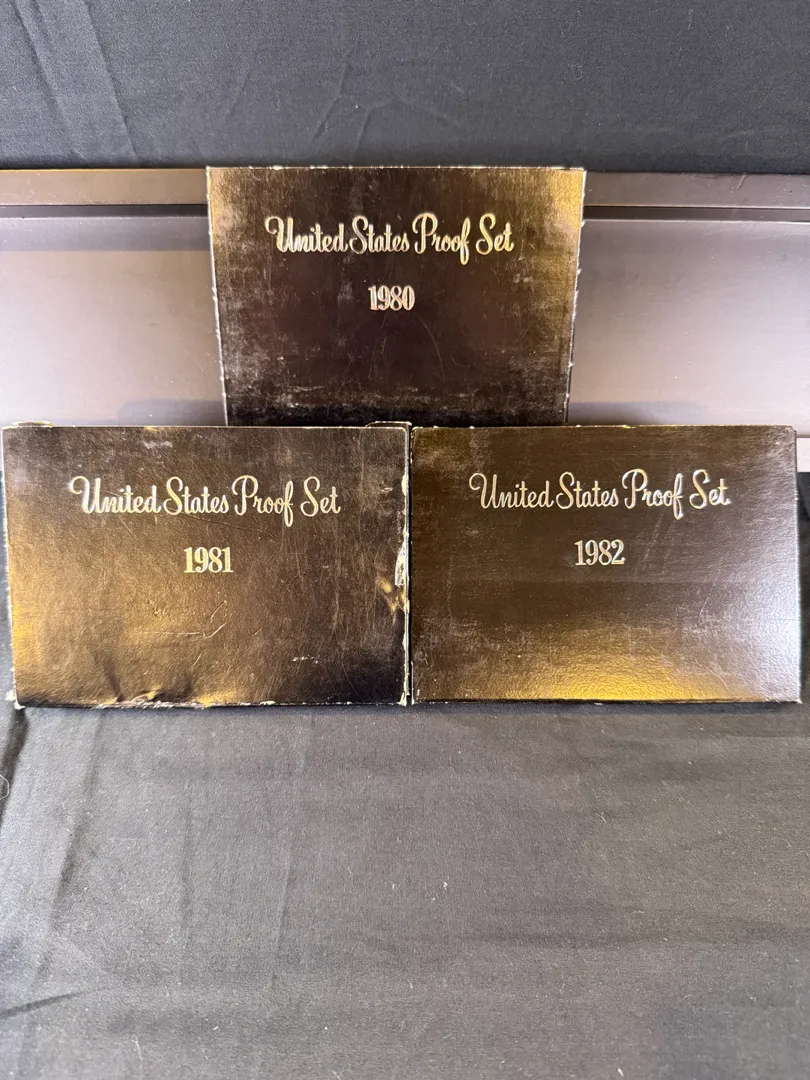 United States Proof Set
1980
United States Proof Set
1981
United States Proof Set
1982